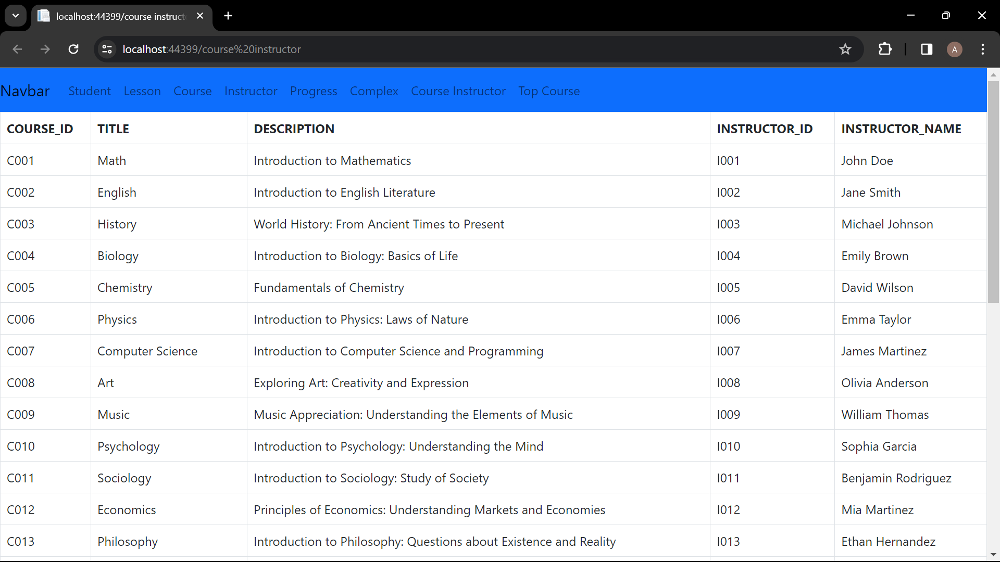 localhost:44399/course instruct
localhost:44399/course%20instructor
A
Navbar Student Lesson Course Instructor Progress Complex Course Instructor Top Course
COURSE_ID TITLE DESCRIPTION INSTRUCTOR_ID INSTRUCTOR_NAME
C001 Math Introduction to Mathematics I001 John Doe
C002 English Introduction to English Literature I002 Jane Smith
C003 History World History: From Ancient Times to Present I003 Michael Johnson
C004 Biology Introduction to Biology: Basics of Life I004 Emily Brown
C005 Chemistry Fundamentals of Chemistry I005 David Wilson
C006 Physics Introduction to Physics: Laws of Nature I006 Emma Taylor
C007 Computer Science Introduction to Computer Science and Programming I007 James Martinez
C008 Art Exploring Art: Creativity and Expression I008 Olivia Anderson
C009 Music Music Appreciation: Understanding the Elements of Music I009 William Thomas
C010 Psychology Introduction to Psychology: Understanding the Mind I010 Sophia Garcia
C011 Sociology Introduction to Sociology: Study of Society I011 Benjamin Rodriguez
C012 Economics Principles of Economics: Understanding Markets and Economies I012 Mia Martinez
C013 Philosophy Introduction to Philosophy: Questions about Existence and Reality I013 Ethan Hernandez